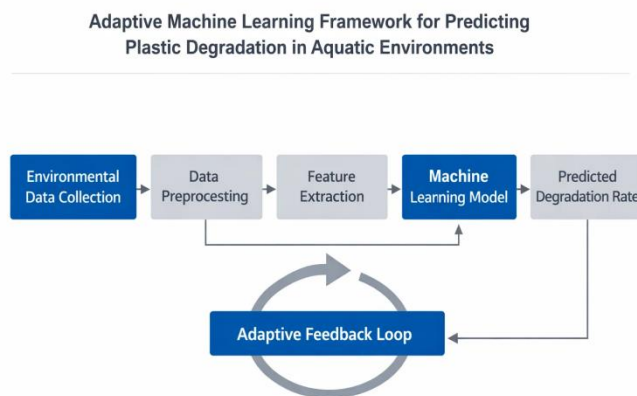 Adaptive Machine Learning Framework for Predicting
Plastic Degradation in Aquatic Environments
Environmental
Data Collection
Data
Preprocesting
Feature
Extraction
Machine
Learning Model
Predicted
Degradation Rate
Adaptive Feedback Loop